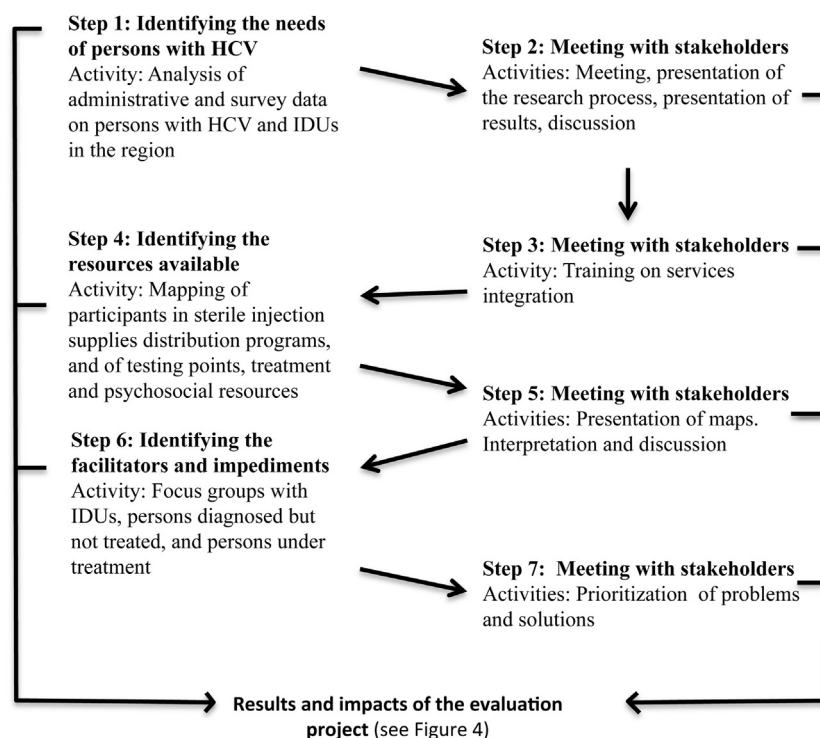 Step 1: Identifying the needs
of persons with HCV
Activity: Analysis of
administrative and survey data
on persons with HCV and IDUs
in the region
Step 2: Meeting with stakeholders
Activities: Meeting, presentation of
the research process, presentation of
results, discussion
Step 3: Meeting with stakeholders
Activity: Training on services
integration
Step 4: Identifying the
resources available
Activity: Mapping of
participants in sterile injection
supplies distribution programs,
and of testing points, treatment
and psychosocial resources
Step 5: Meeting with stakeholders
Activities: Presentation of maps.
Interpretation and discussion
Step 6: Identifying the
facilitators and impediments
Activity: Focus groups with
IDUs, persons diagnosed but
not treated, and persons under
treatment
Step 7: Meeting with stakeholders
Activities: Prioritization of problems
and solutions
Results and impacts of the evaluation
project (see Figure 4)